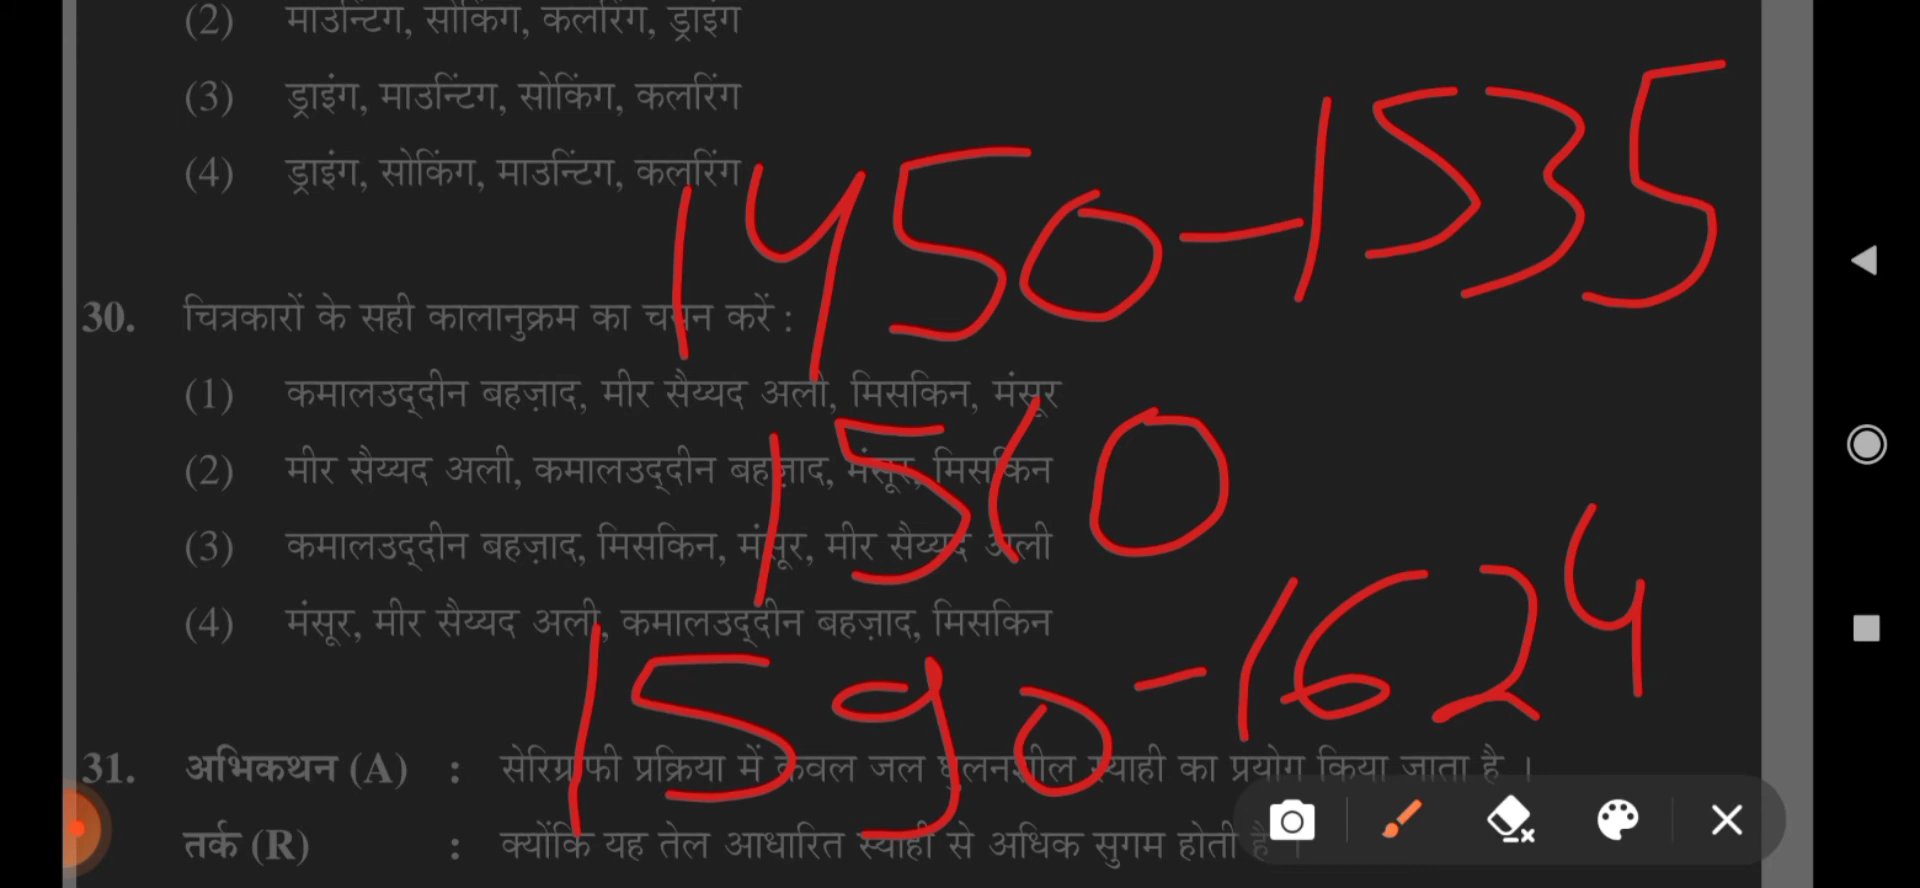 (2) माउन्टिंग, सोकिंग, कलरिंग, ड्राइंग
(3) ड्राइंग, माउन्टिंग, सोकिंग, कलरिंग
(4) ड्राइंग, सोकिंग, माउन्टिंग, कलरिंग
1450-1535
30. चित्रकारों के सही कालानुक्रम का चयन करें :
(1) कमालउद्दीन बहज़ाद, मीर सैय्यद अली, मिसकिन, मंसूर
(2) मीर सैय्यद अली, कमालउद्दीन बहज़ाद, मंसूर, मिसकिन
1560
(3) कमालउद्दीन बहज़ाद, मिसकिन, मंसूर, मीर सैय्यद अली
(4) मंसूर, मीर सैय्यद अली, कमालउद्दीन बहज़ाद, मिसकिन
1590-1624
31. अभिकथन (A) : सेरिग्राफी प्रक्रिया में केवल जल घुलनशील स्याही का प्रयोग किया जाता है ।
तर्क (R) : क्योंकि यह तेल आधारित स्याही से अधिक सुगम होती है ।